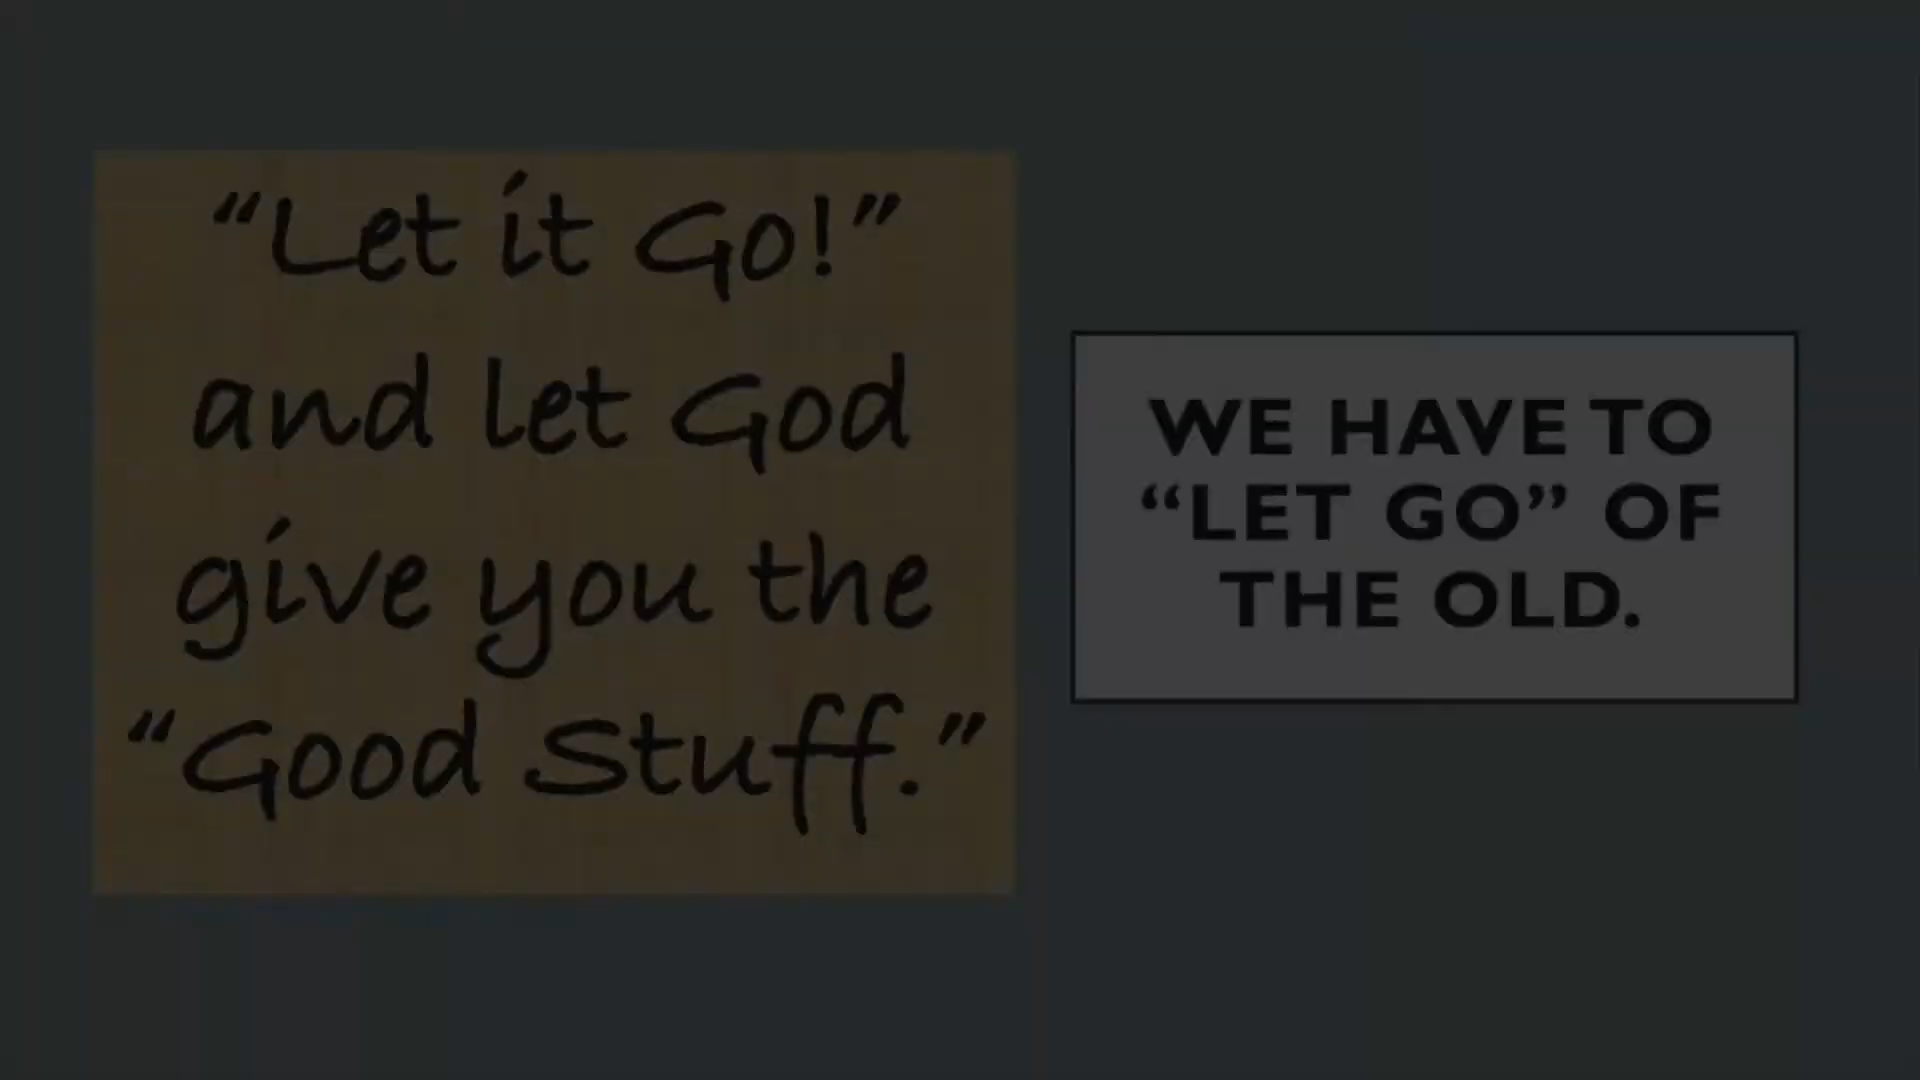 “Let it Go!”
and let God
give you the
“Good Stuff.”
WE HAVE TO
“LET GO” OF
THE OLD.